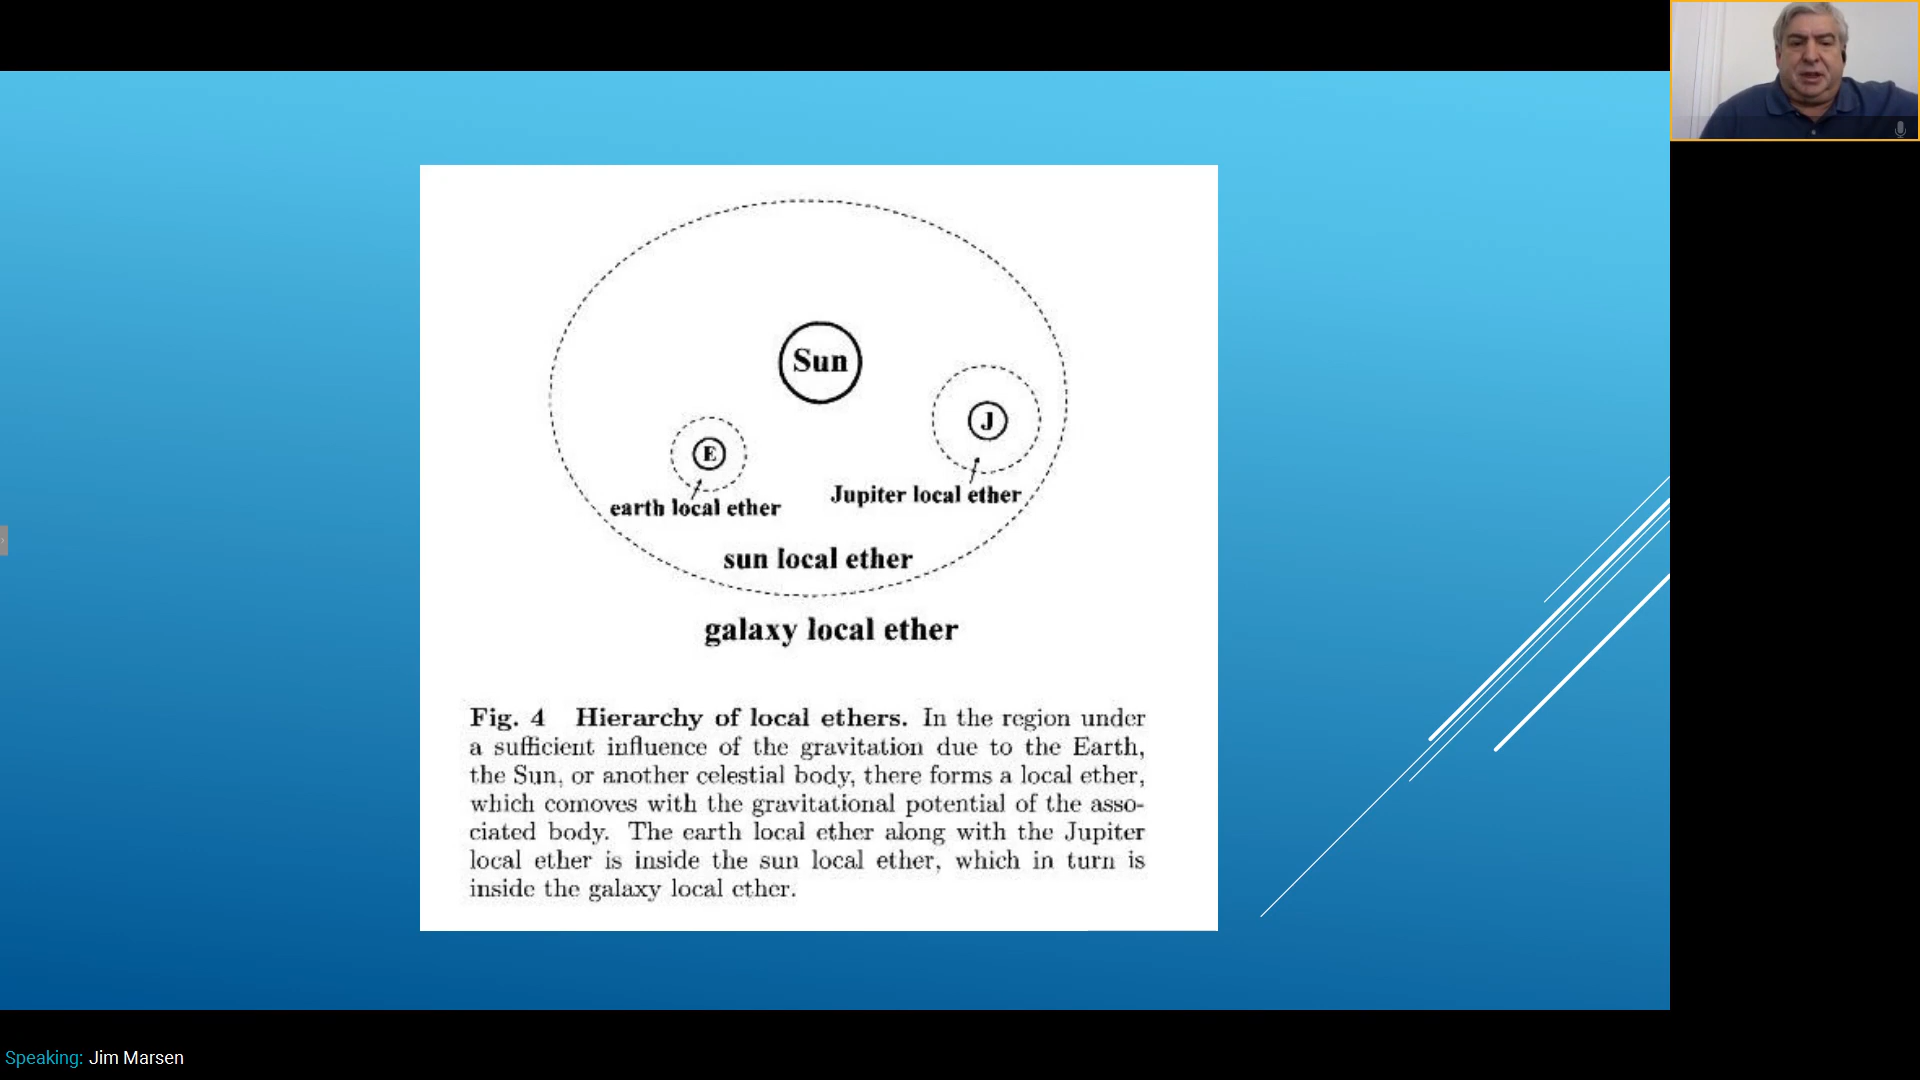 Sun
J
E
Jupiter local ether
earth local ether
sun local ether
galaxy local ether
Fig. 4 Hierarchy of local ethers. In the region under
a sufficient influence of the gravitation due to the Earth,
the Sun, or another celestial body, there forms a local ether,
which comoves with the gravitational potential of the asso-
ciated body. The earth local ether along with the Jupiter
local ether is inside the sun local ether, which in turn is
inside the galaxy local ether.
Speaking: Jim Marsen